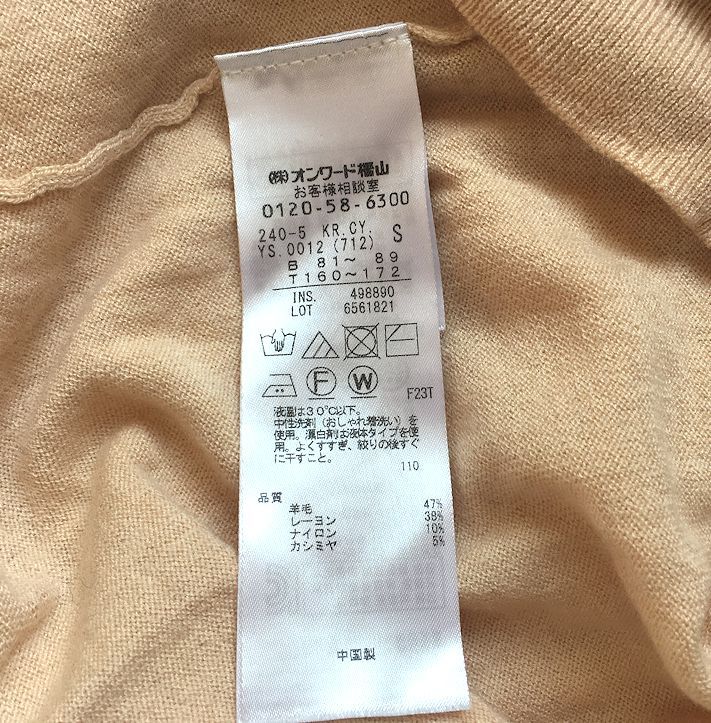 (株)オンワード樫山
お客様相談室
0120-58-6300
240-5 KR.CY.
YS.0012 (712) S
B 81～ 89
T 160～172
INS. 498890
LOT 6561821
F W F23T
液温は30℃以下。
中性洗剤(おしゃれ着洗い)を
使用。漂白剤は液体タイプを使
用。よくすすぎ、絞りの後すぐ
に干すこと。
110
品質
羊毛 47%
レーヨン 38%
ナイロン 10%
カシミヤ 5%
中国製